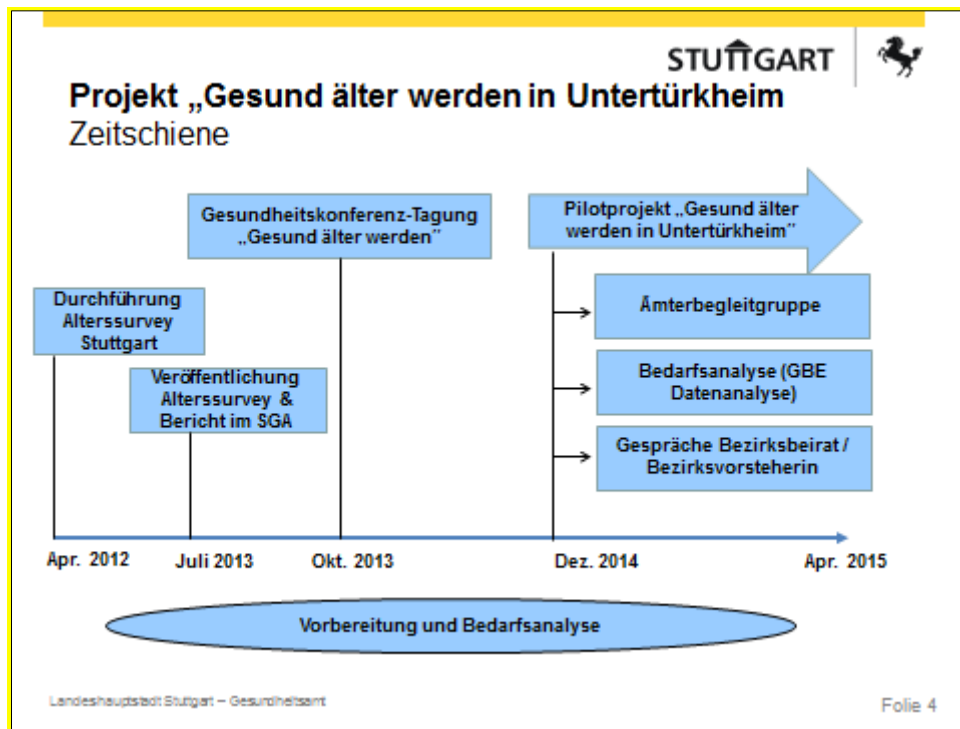 STUTTGART
Projekt „Gesund älter werden in Untertürkheim
Zeitschiene
Gesundheitskonferenz-Tagung
„Gesund älter werden"
Pilotprojekt „Gesund älter
werden in Untertürkheim"
Durchführung
Alterssurvey
Stuttgart
Ämterbegleitgruppe
Veröffentlichung
Alterssurvey &
Bericht im SGA
Bedarfsanalyse (GBE
Datenanalyse)
Gespräche Bezirksbeirat /
Bezirksvorsteherin
Apr. 2012
Juli 2013
Okt. 2013
Dez. 2014
Apr. 2015
Vorbereitung und Bedarfsanalyse
Landeshauptstadt Stuttgart – Gesundheitsamt
Folie 4